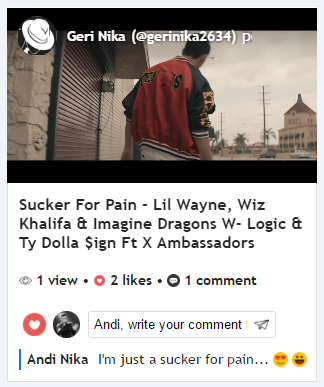 Geri Nika (@gerinika2634) p
Sucker For Pain - Lil Wayne, Wiz
Khalifa & Imagine Dragons W- Logic &
Ty Dolla $ign Ft X Ambassadors
1 view • 2 likes • 1 comment
Andi, write your comment
Andi Nika I'm just a sucker for pain... 😍😀